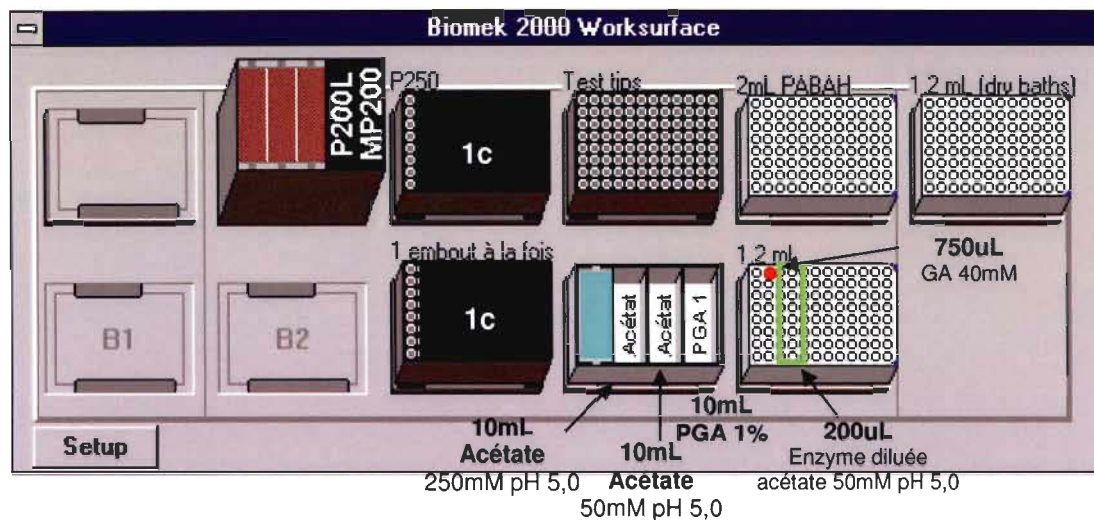 Biomek 2000 Worksurface
P200L
MP200
P250
Test tips
2mL PABAH
1,2 mL (dry baths)
1c
1 embout à la fois
1,2 mL
750uL
GA 40mM
B1
B2
1c
Acétat
Acétat
PGA 1
Setup
10mL
Acétate
250mM pH 5,0
10mL
Acétate
50mM pH 5,0
10mL
PGA 1%
200uL
Enzyme diluée
acétate 50mM pH 5,0